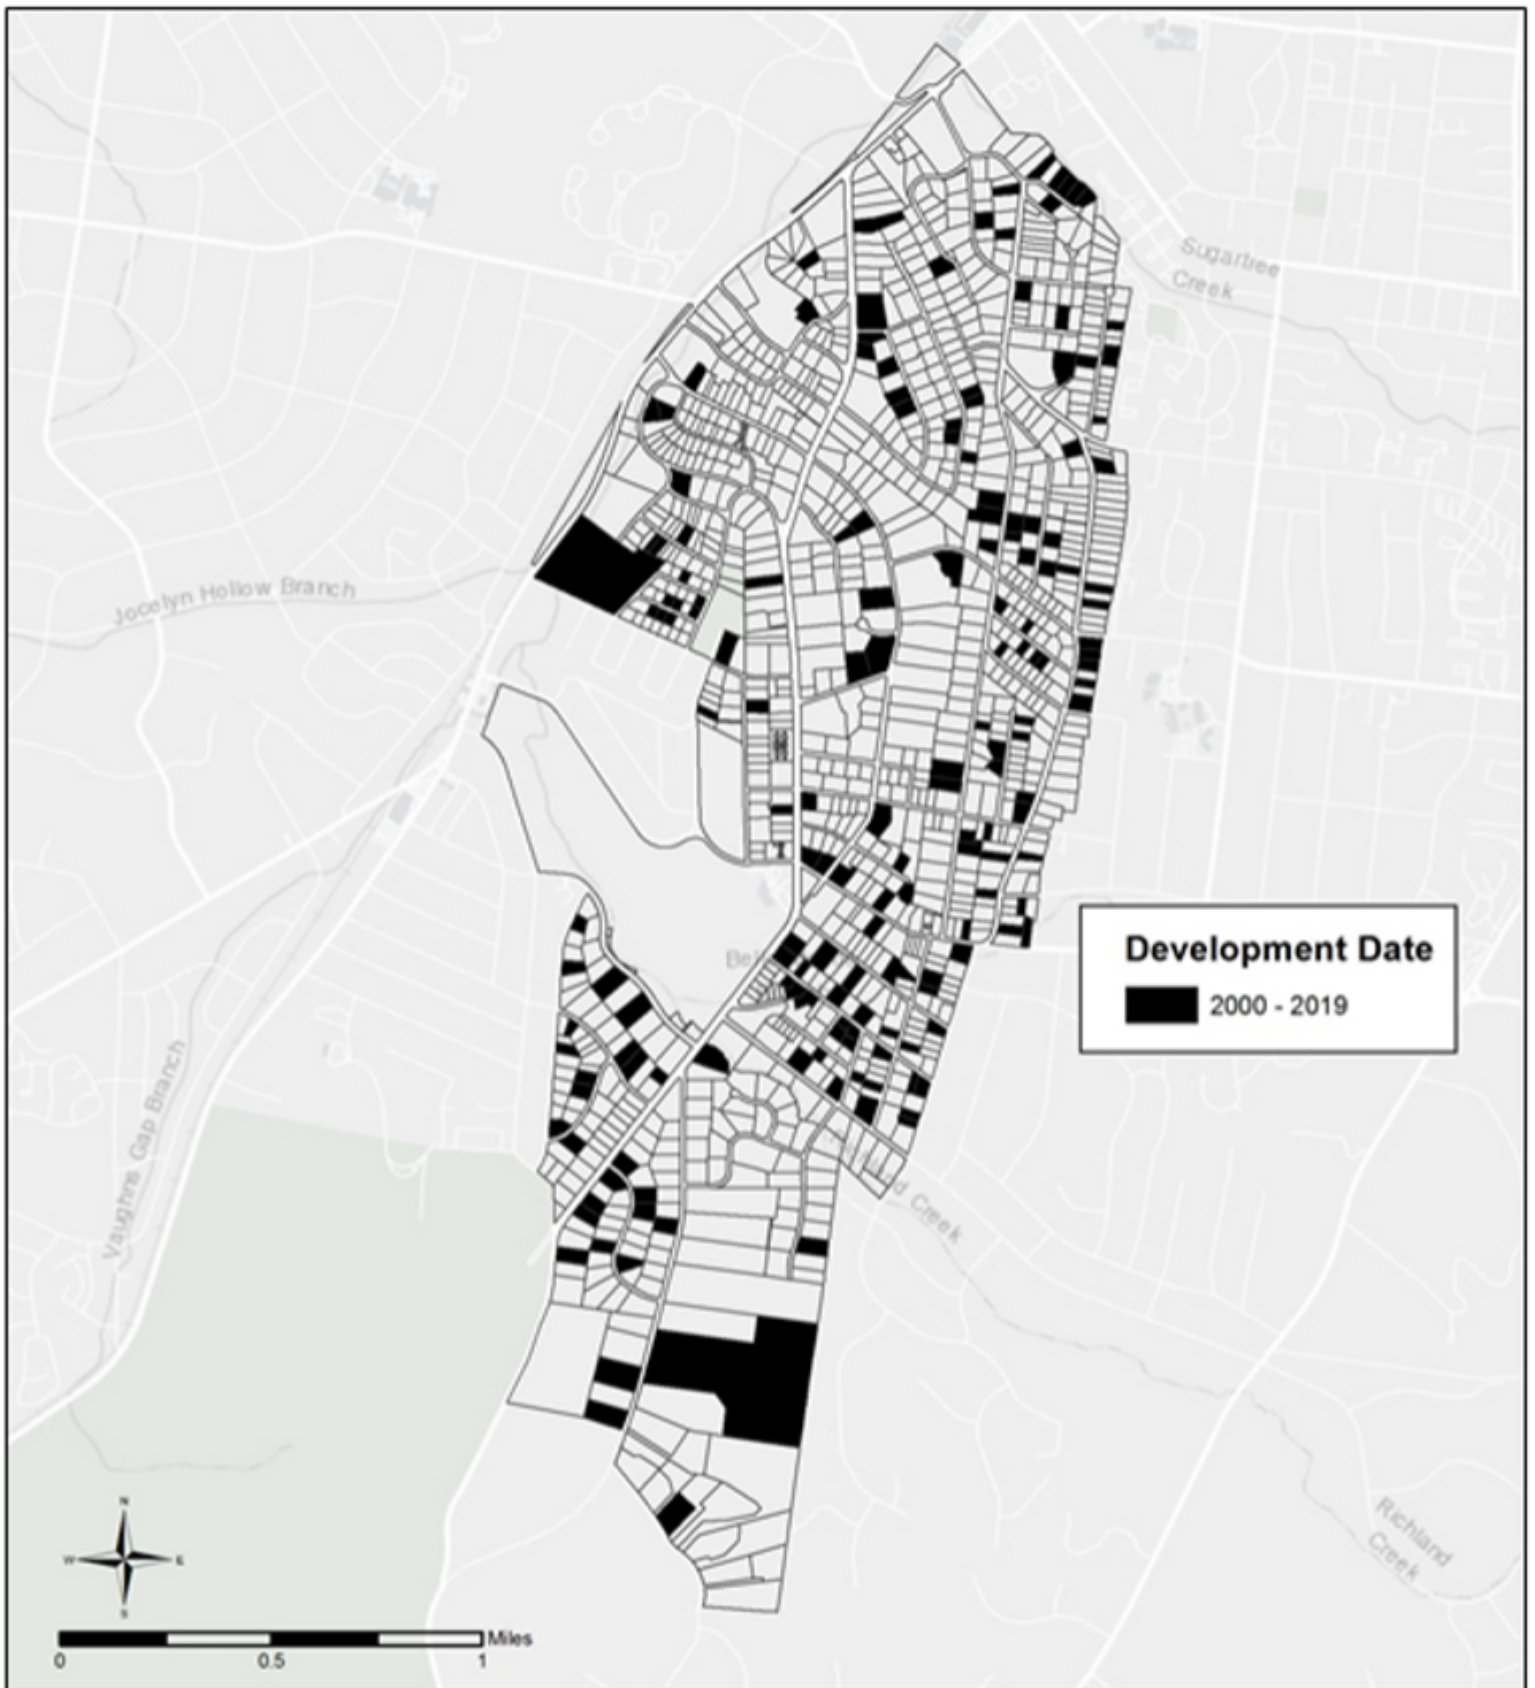 Sugartree
Creek
Jocelyn Hollow Branch
Development Date
2000 - 2019
Vaughns Gap Branch
Creek
Richland
Creek
N
W
E
S
Miles
0
0.5
1